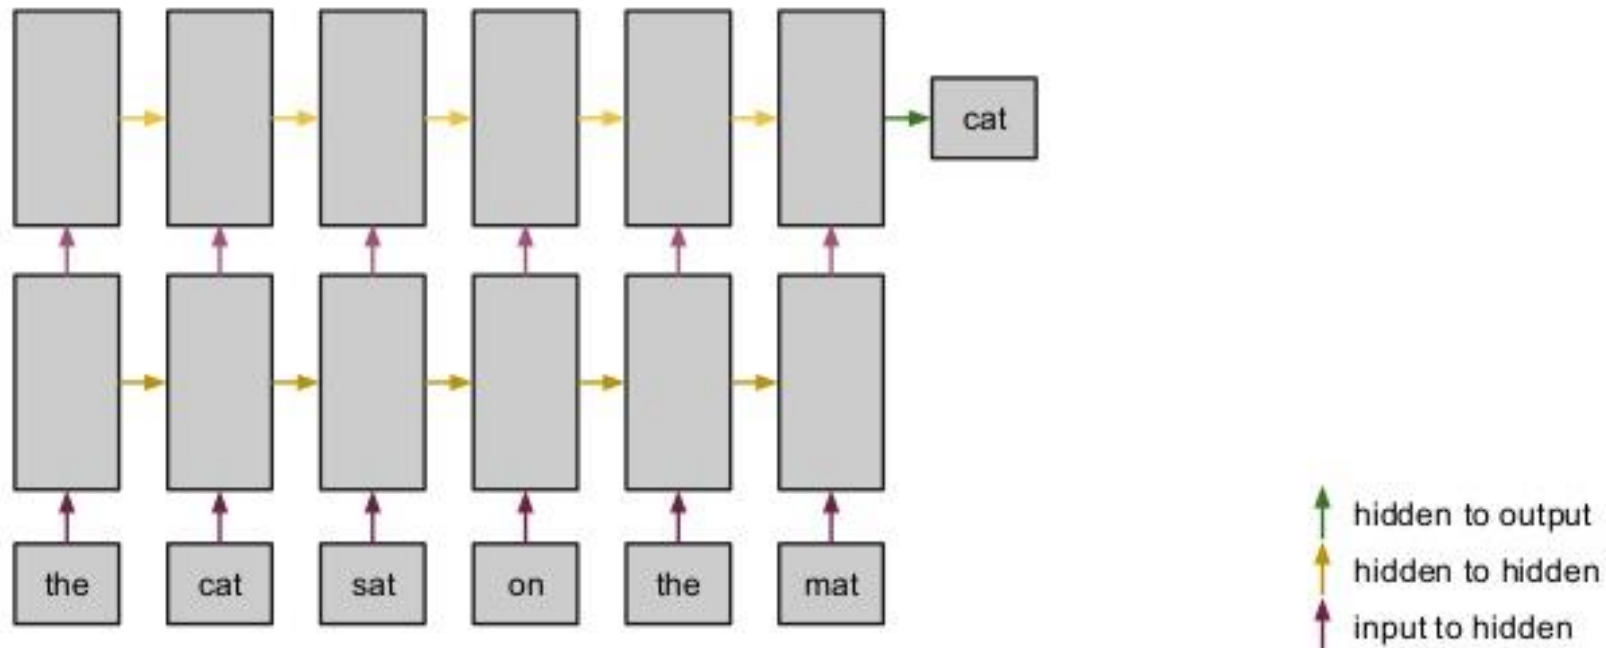 cat
the cat sat on the mat
hidden to output
hidden to hidden
input to hidden